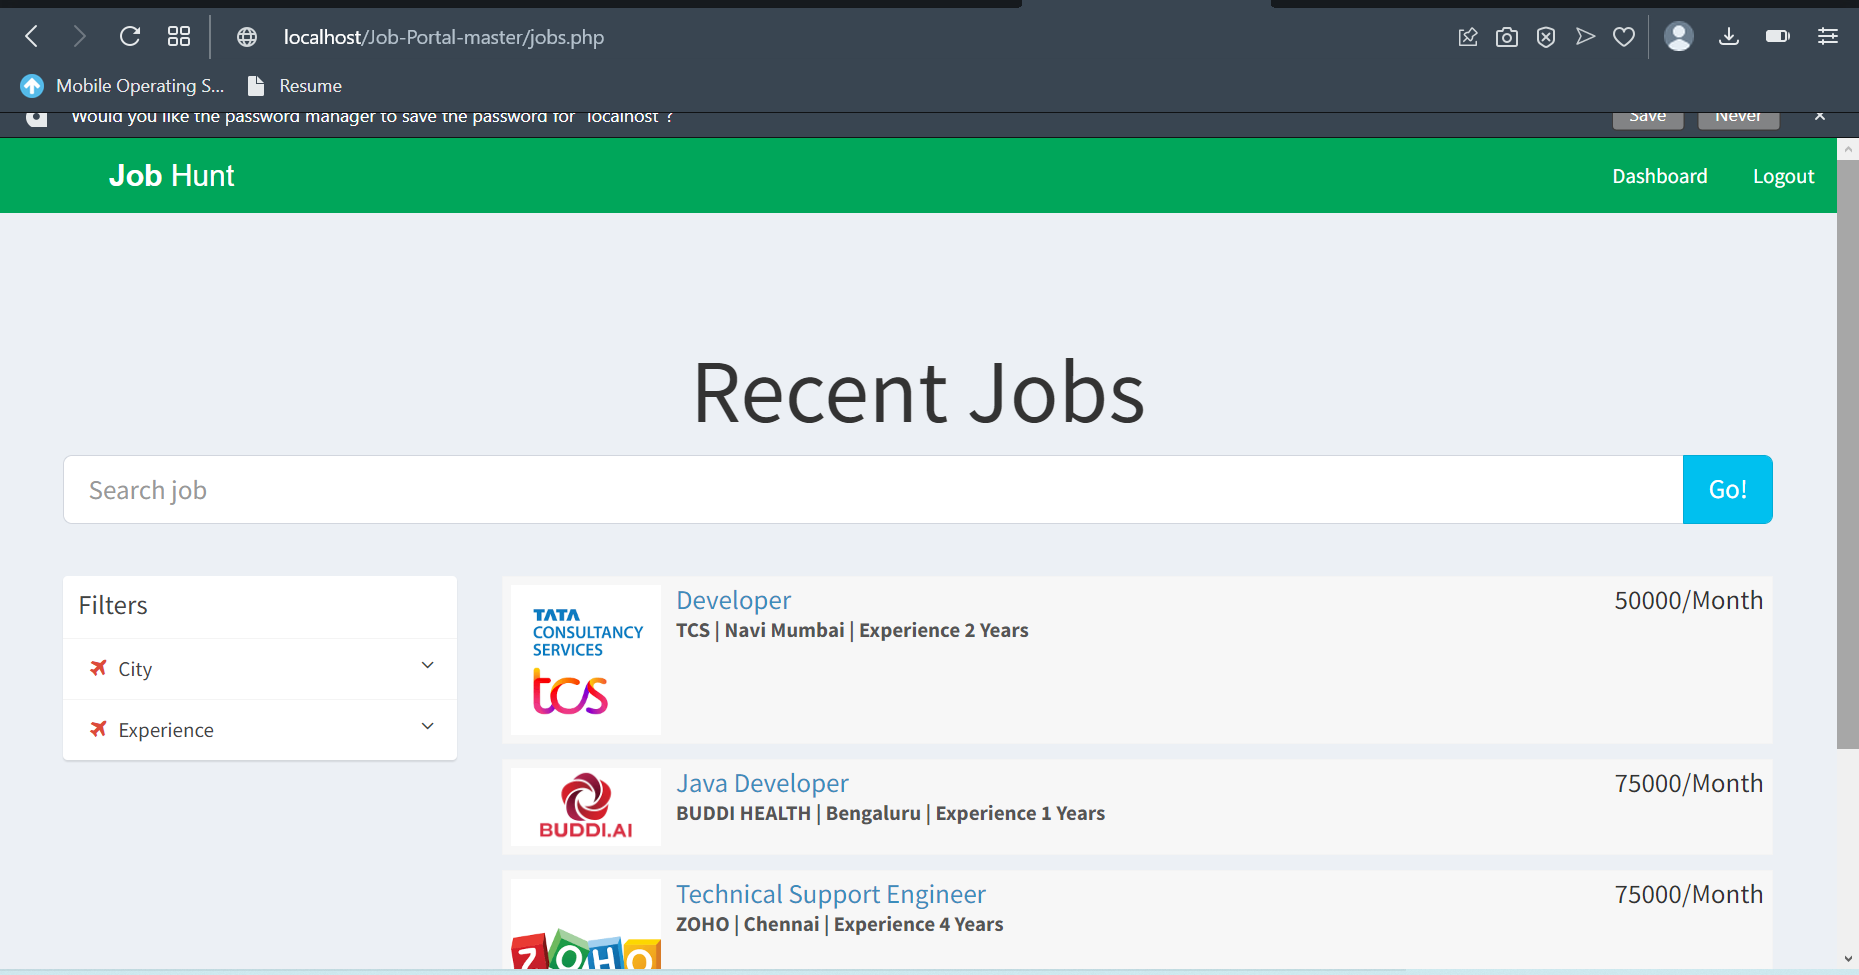 localhost/Job-Portal-master/jobs.php
Mobile Operating S... Resume
Would you like the password manager to save the password for "localhost"? Save Never
Job Hunt Dashboard Logout
Recent Jobs
Search job Go!
Filters
City
Experience
TATA
CONSULTANCY
SERVICES
tcs
Developer 50000/Month
TCS | Navi Mumbai | Experience 2 Years
BUDDI.AI
Java Developer 75000/Month
BUDDI HEALTH | Bengaluru | Experience 1 Years
Technical Support Engineer 75000/Month
ZOHO | Chennai | Experience 4 Years
ZOHO